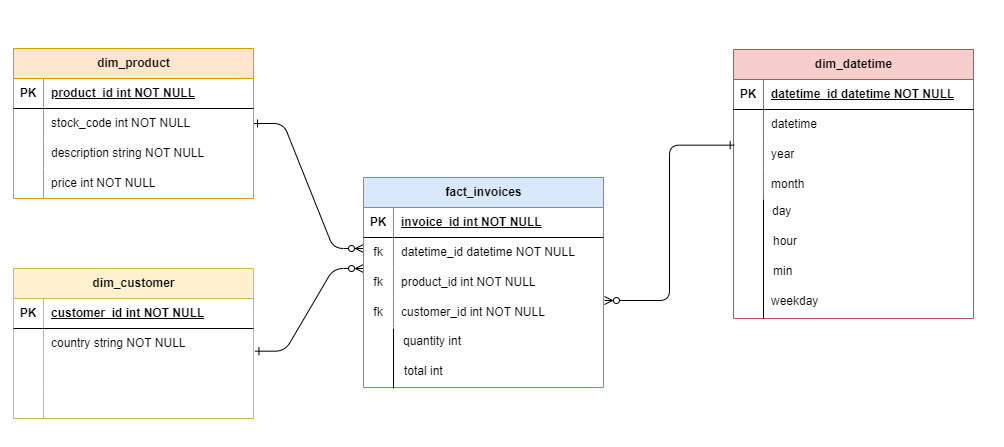 dim_product
PK product_id int NOT NULL
stock_code int NOT NULL
description string NOT NULL
price int NOT NULL
dim_customer
PK customer_id int NOT NULL
country string NOT NULL
fact_invoices
PK invoice_id int NOT NULL
fk datetime_id datetime NOT NULL
fk product_id int NOT NULL
fk customer_id int NOT NULL
quantity int
total int
dim_datetime
PK datetime_id datetime NOT NULL
datetime
year
month
day
hour
min
weekday